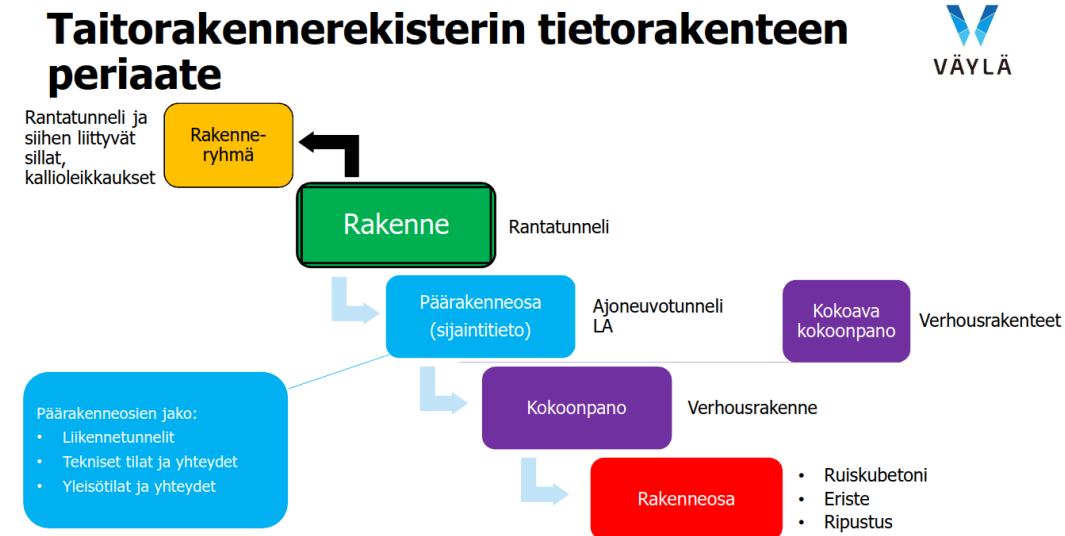 Taitorakennerekisterin tietorakenteen
periaate
VÄYLÄ
Rantatunneli ja
siihen liittyvät
sillat,
kallioleikkaukset
Rakenne-
ryhmä
Rakenne
Rantatunneli
Päärakenneosa
(sijaintitieto)
Ajoneuvotunneli
LA
Kokoava
kokoonpano
Verhousrakenteet
Päärakenneosien jako:
• Liikennetunnelit
• Tekniset tilat ja yhteydet
• Yleisötilat ja yhteydet
Kokoonpano
Verhousrakenne
Rakenneosa
• Ruiskubetoni
• Eriste
• Ripustus